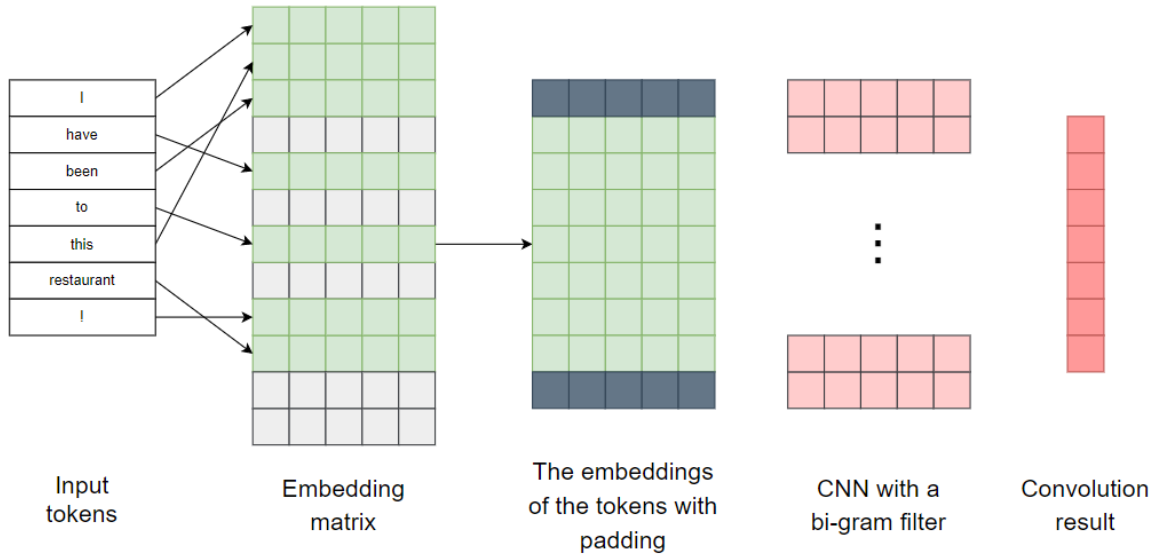 I
have
been
to
this
restaurant
!
Input
tokens
Embedding
matrix
The embeddings
of the tokens with
padding
CNN with a
bi-gram filter
Convolution
result